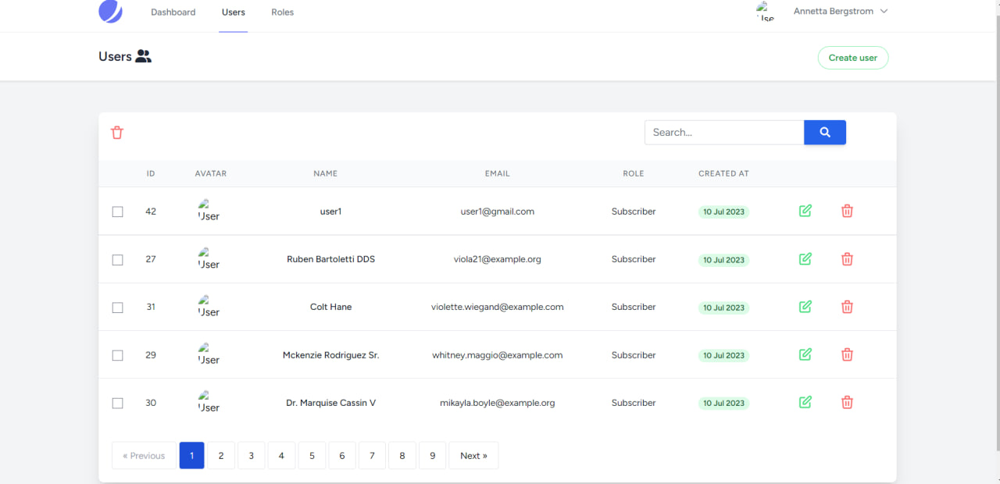 Dashboard Users Roles Annetta Bergstrom
Users Create user
Search...
ID AVATAR NAME EMAIL ROLE CREATED AT
42 User user1 user1@gmail.com Subscriber 10 Jul 2023
27 User Ruben Bartoletti DDS viola21@example.org Subscriber 10 Jul 2023
31 User Colt Hane violette.wiegand@example.com Subscriber 10 Jul 2023
29 User Mckenzie Rodriguez Sr. whitney.maggio@example.com Subscriber 10 Jul 2023
30 User Dr. Marquise Cassin V mikayla.boyle@example.org Subscriber 10 Jul 2023
« Previous 1 2 3 4 5 6 7 8 9 Next »